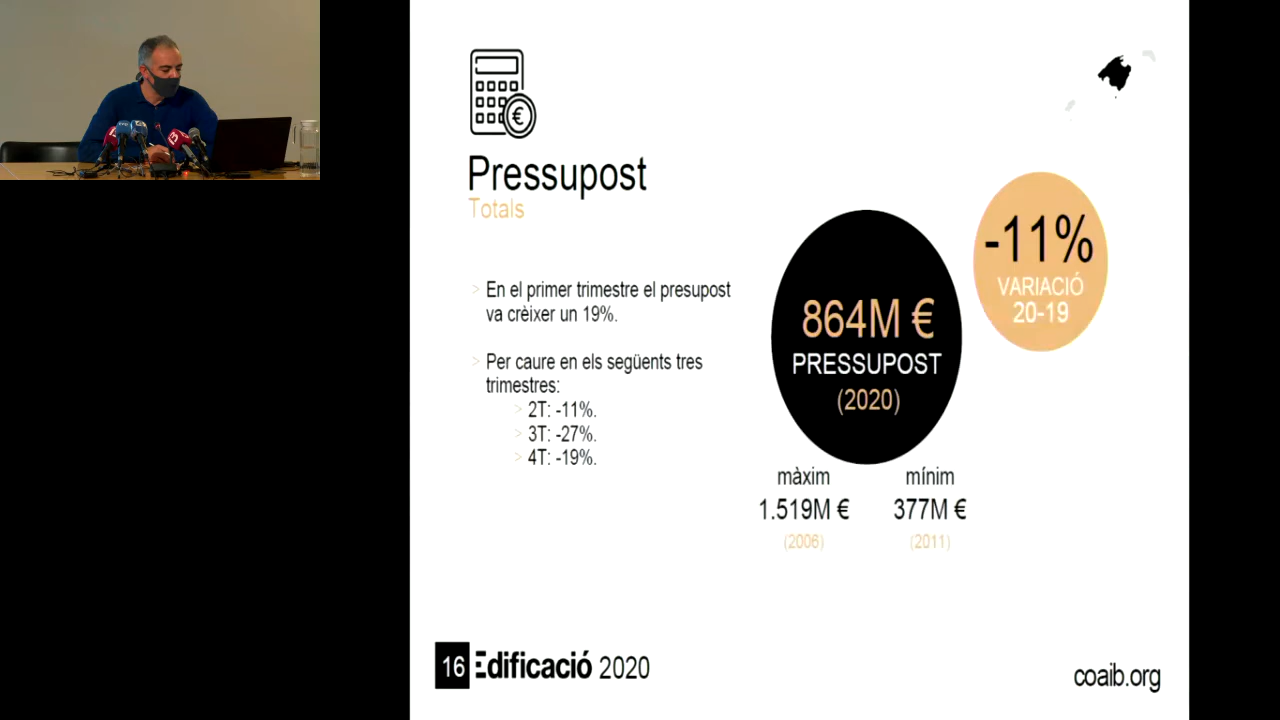 €
Pressupost
Totals
> En el primer trimestre el presupost
va crèixer un 19%.
> Per caure en els següents tres
trimestres:
> 2T: -11%.
> 3T: -27%.
> 4T: -19%.
-11%
VARIACIÓ
20-19
864M €
PRESSUPOST
(2020)
màxim
1.519M €
(2006)
mínim
377M €
(2011)
16 Edificació 2020
coaib.org